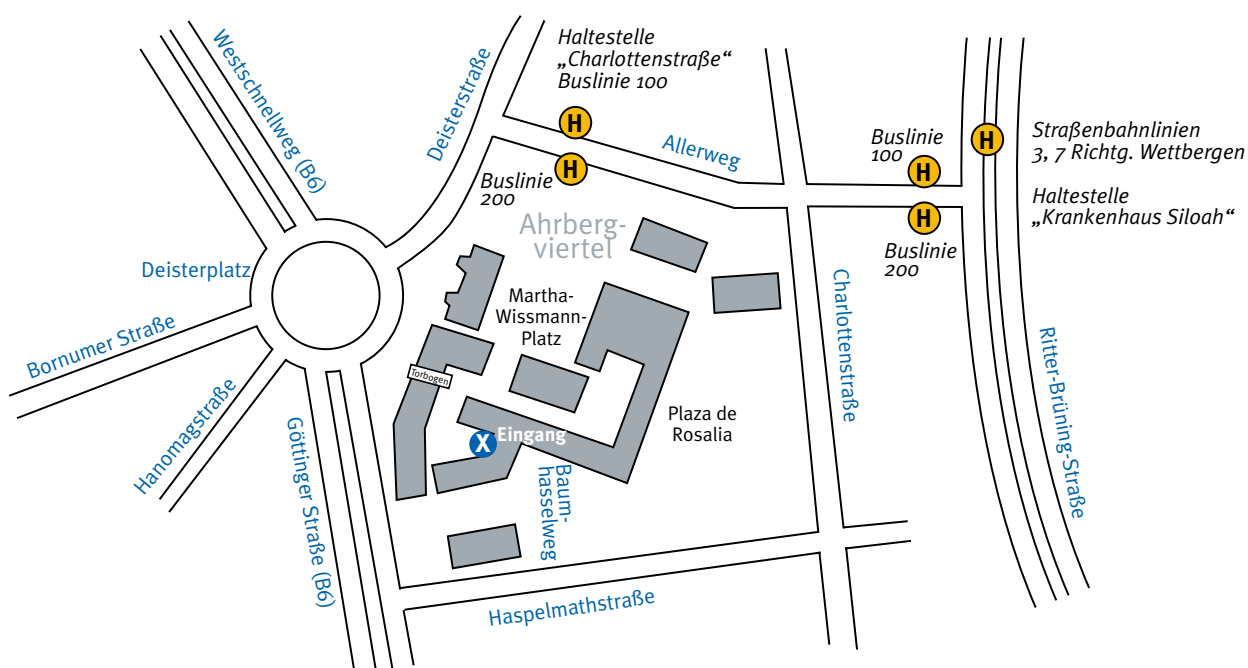 Westschnellweg (B6)
Deisterstraße
Haltestelle
„Charlottenstraße“
Buslinie 100
H
Allerweg
H
Buslinie
200
Buslinie
100
H
H
Straßenbahnlinien
3, 7 Richtg. Wettbergen
Haltestelle
„Krankenhaus Siloah“
H
Buslinie
200
Ahrberg-
viertel
Deisterplatz
Bornumer Straße
Hanomagstraße
Göttinger Straße (B6)
Martha-
Wissmann-
Platz
Torbogen
X Eingang
Plaza de
Rosalia
Baum-
hasselweg
Charlottenstraße
Ritter-Brüning-Straße
Haspelmathstraße